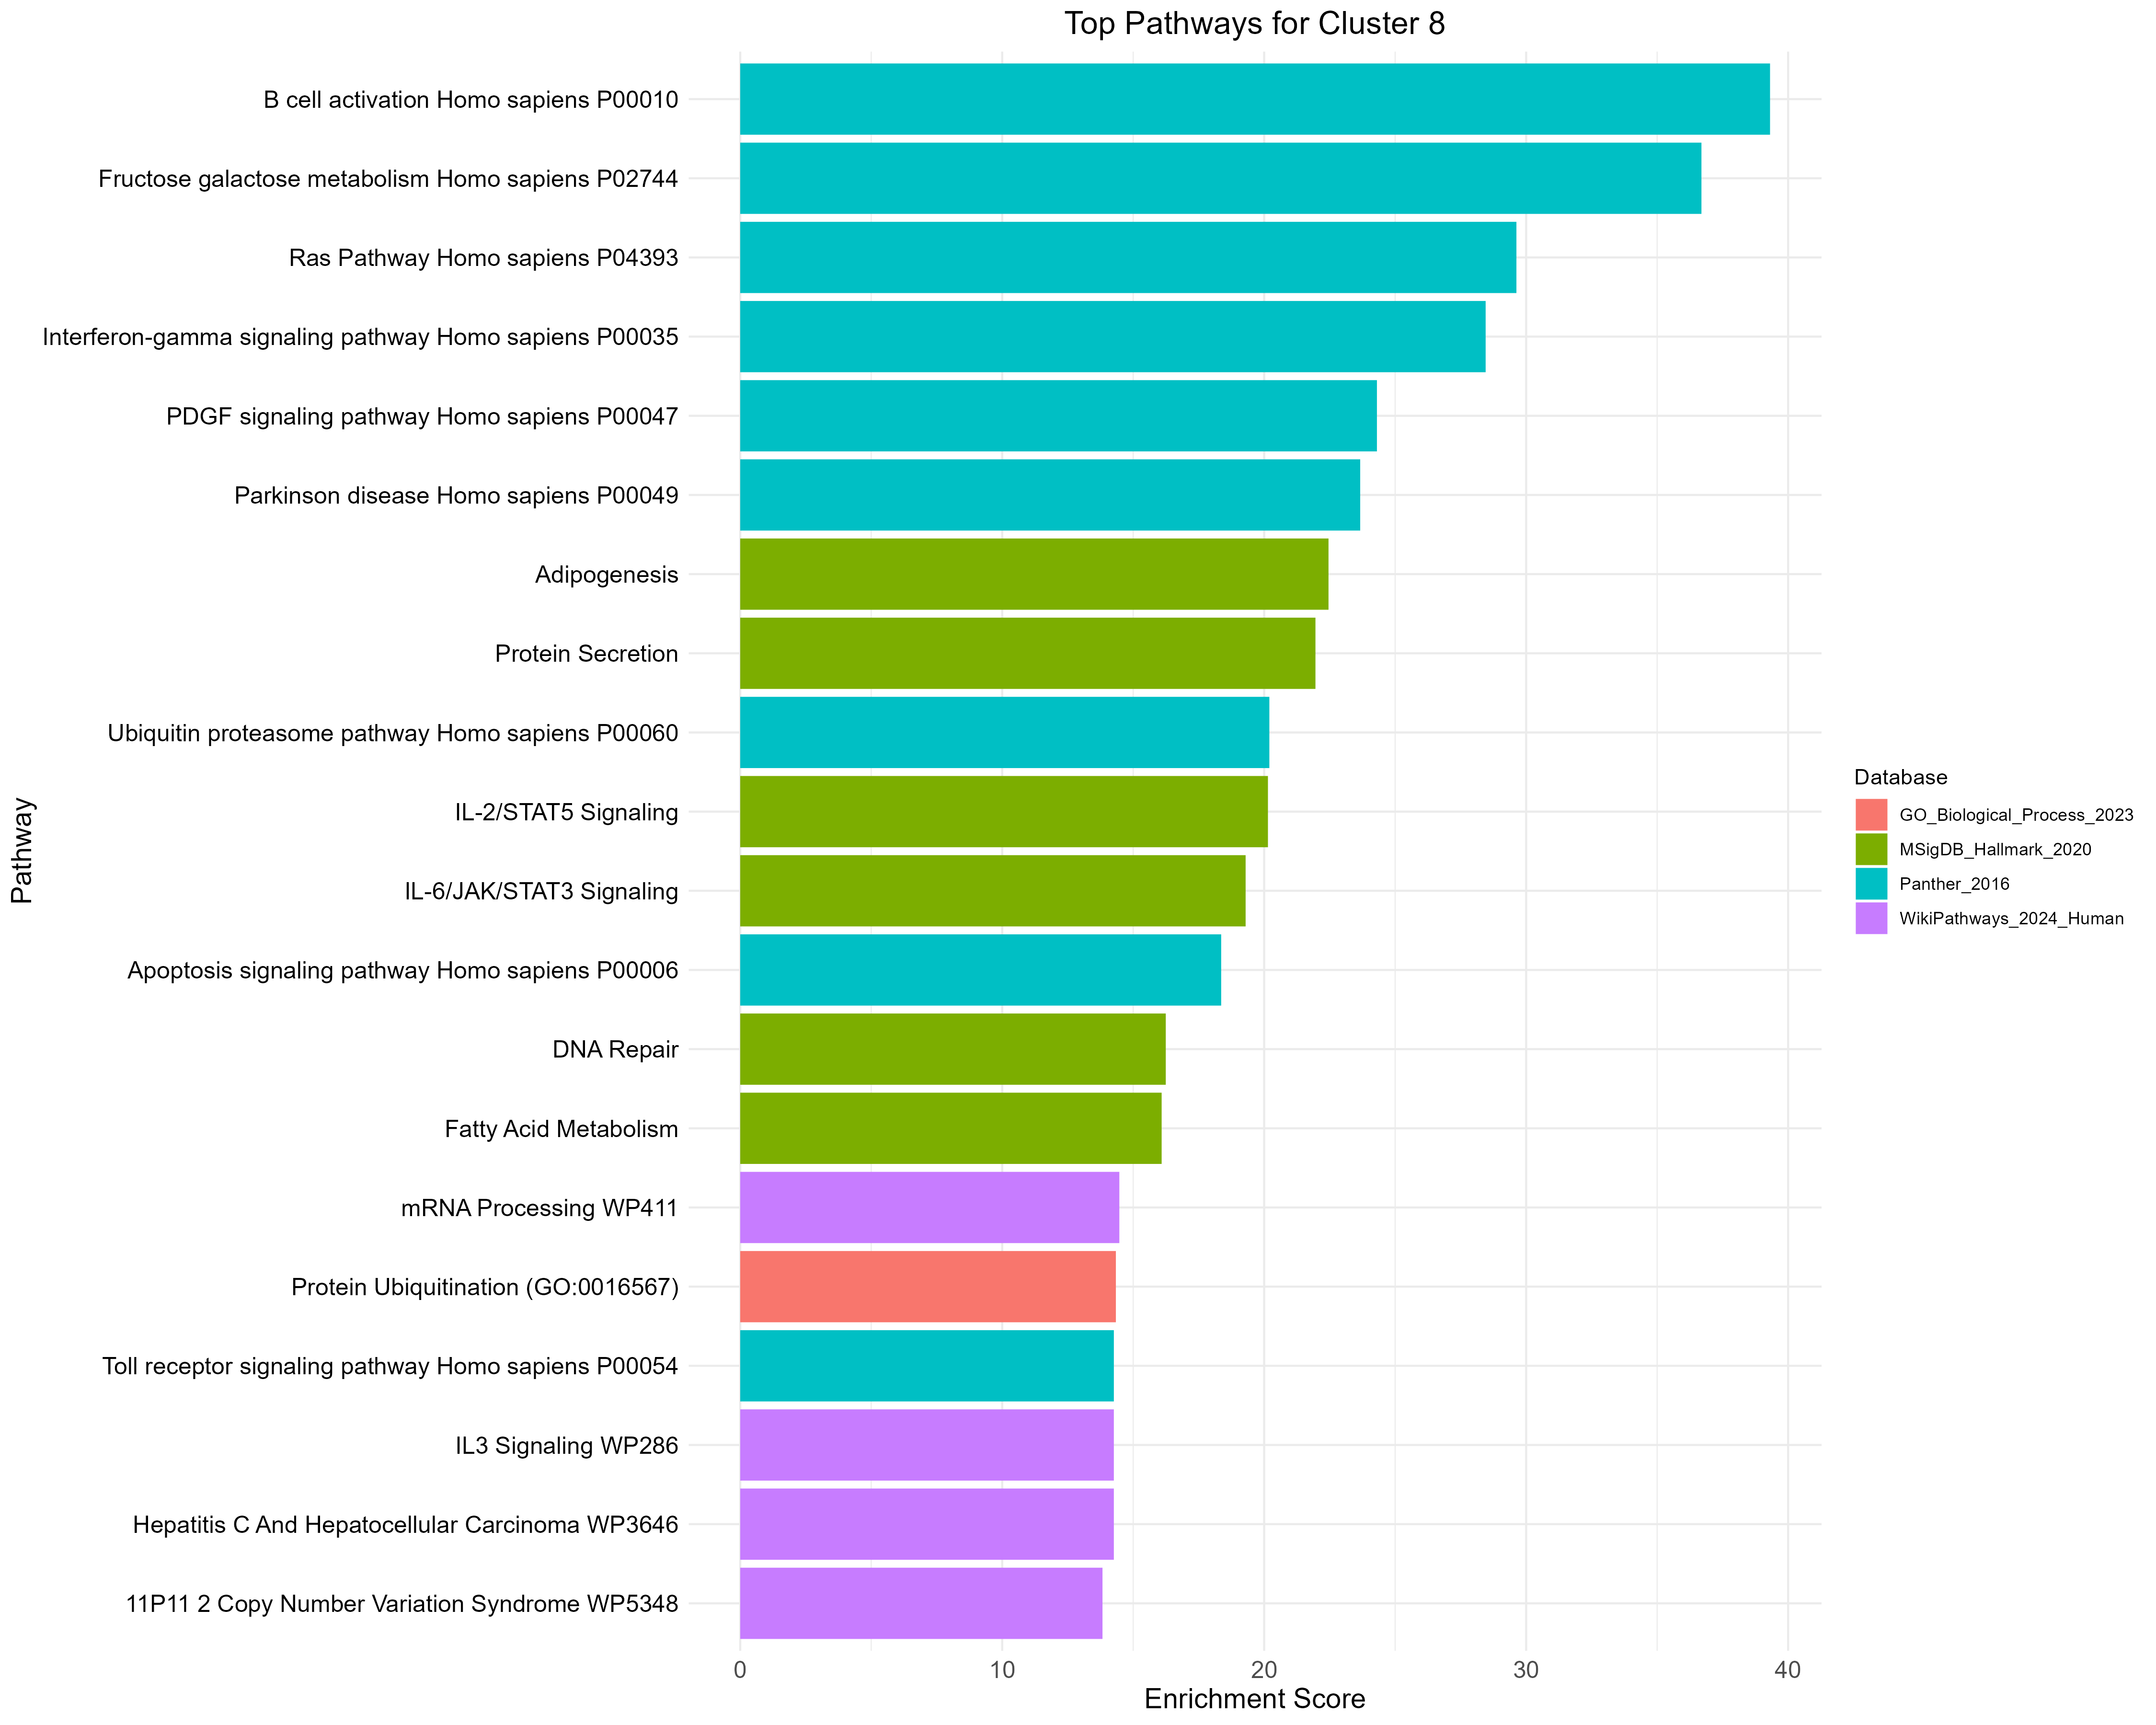 Top Pathways for Cluster 8
B cell activation Homo sapiens P00010
Fructose galactose metabolism Homo sapiens P02744
Ras Pathway Homo sapiens P04393
Interferon-gamma signaling pathway Homo sapiens P00035
PDGF signaling pathway Homo sapiens P00047
Parkinson disease Homo sapiens P00049
Adipogenesis
Protein Secretion
Ubiquitin proteasome pathway Homo sapiens P00060
IL-2/STAT5 Signaling
IL-6/JAK/STAT3 Signaling
Apoptosis signaling pathway Homo sapiens P00006
DNA Repair
Fatty Acid Metabolism
mRNA Processing WP411
Protein Ubiquitination (GO:0016567)
Toll receptor signaling pathway Homo sapiens P00054
IL3 Signaling WP286
Hepatitis C And Hepatocellular Carcinoma WP3646
11P11 2 Copy Number Variation Syndrome WP5348
Pathway
0 10 20 30 40
Enrichment Score
Database
GO_Biological_Process_2023
MSigDB_Hallmark_2020
Panther_2016
WikiPathways_2024_Human